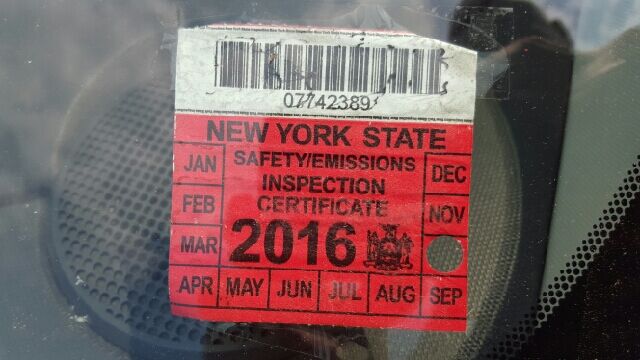 07742389
NEW YORK STATE
JAN SAFETY/EMISSIONS DEC
INSPECTION
FEB CERTIFICATE NOV
MAR 2016
APR MAY JUN JUL AUG SEP